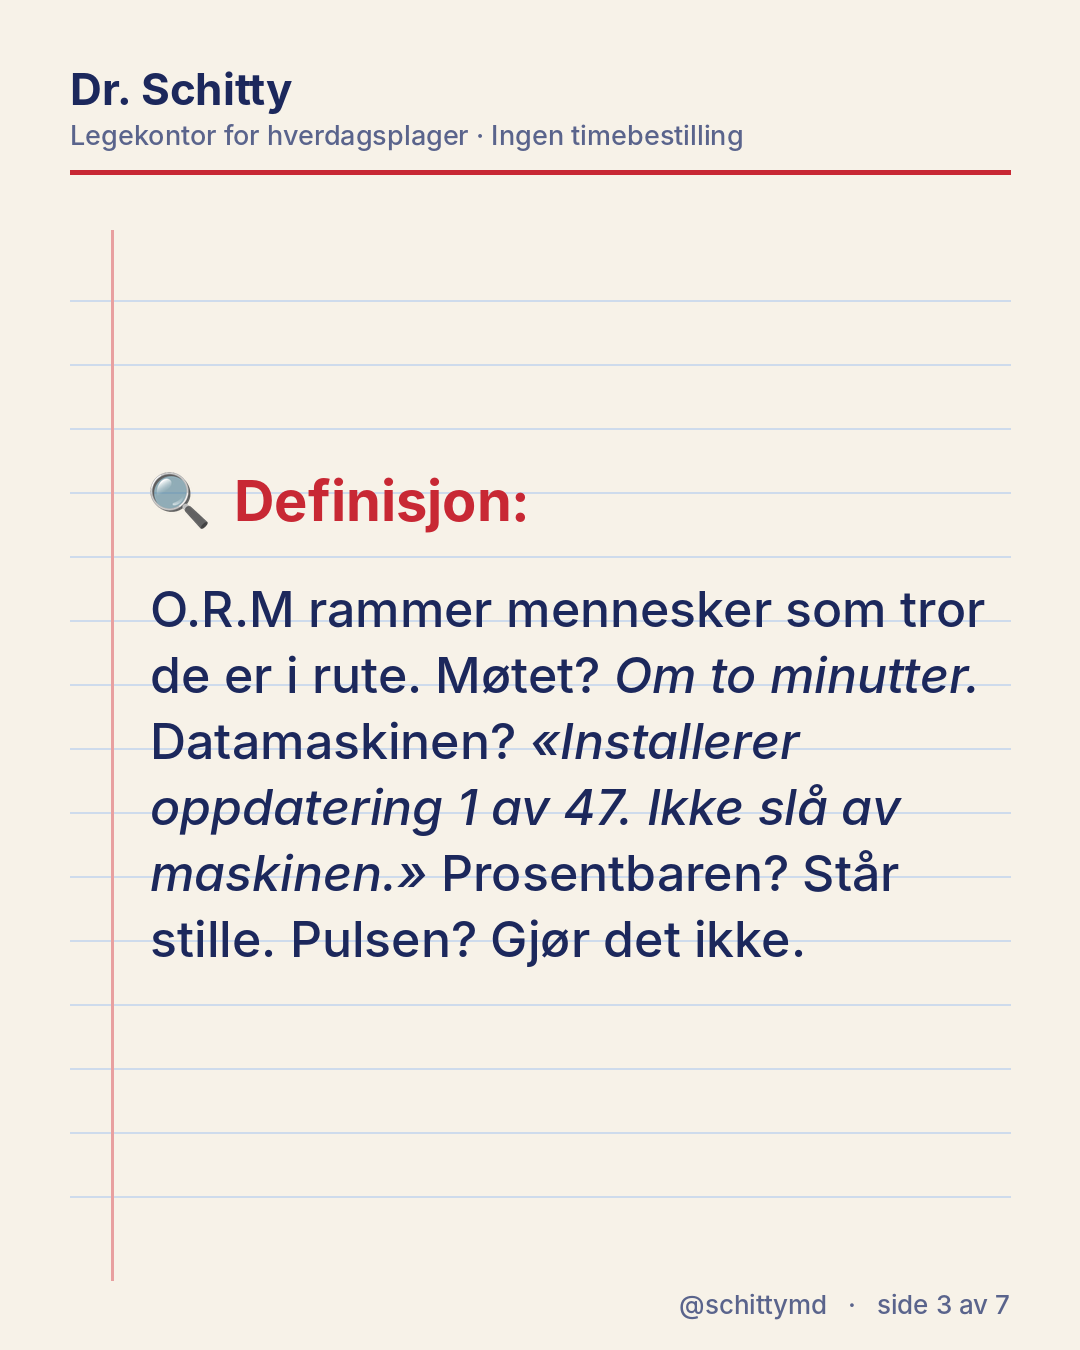 Dr. Schitty
Legekontor for hverdagsplager · Ingen timebestilling
🔍 Definisjon:
O.R.M rammer mennesker som tror
de er i rute. Møtet? Om to minutter.
Datamaskinen? «Installerer
oppdatering 1 av 47. Ikke slå av
maskinen.» Prosentbaren? Står
stille. Pulsen? Gjør det ikke.
@schittymd · side 3 av 7